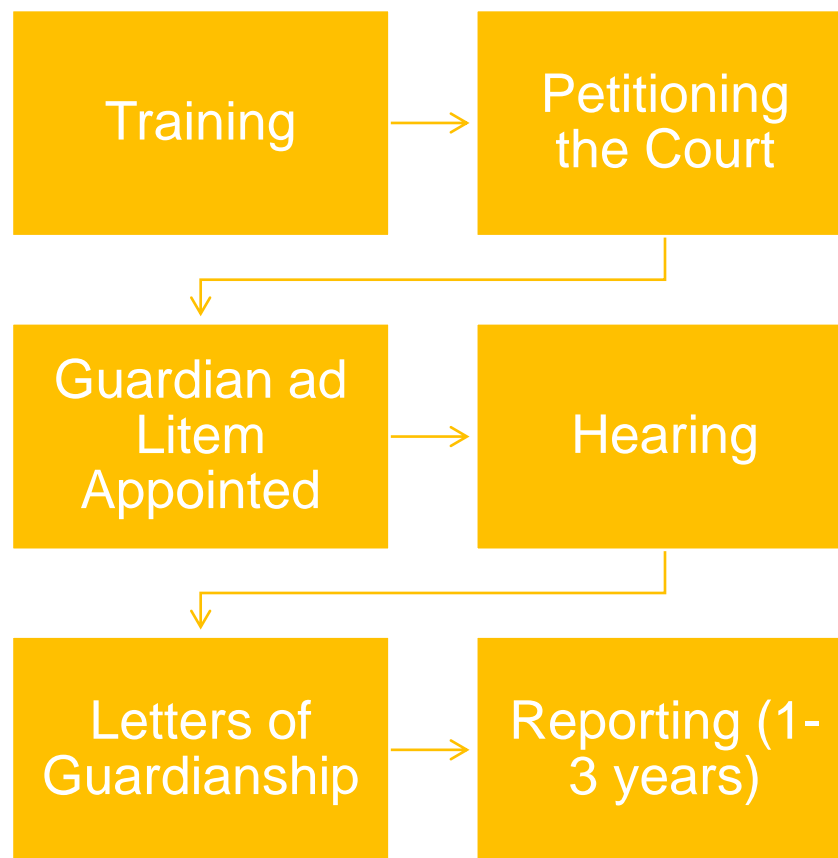 Training
Petitioning
the Court
Guardian ad
Litem
Appointed
Hearing
Letters of
Guardianship
Reporting (1-
3 years)